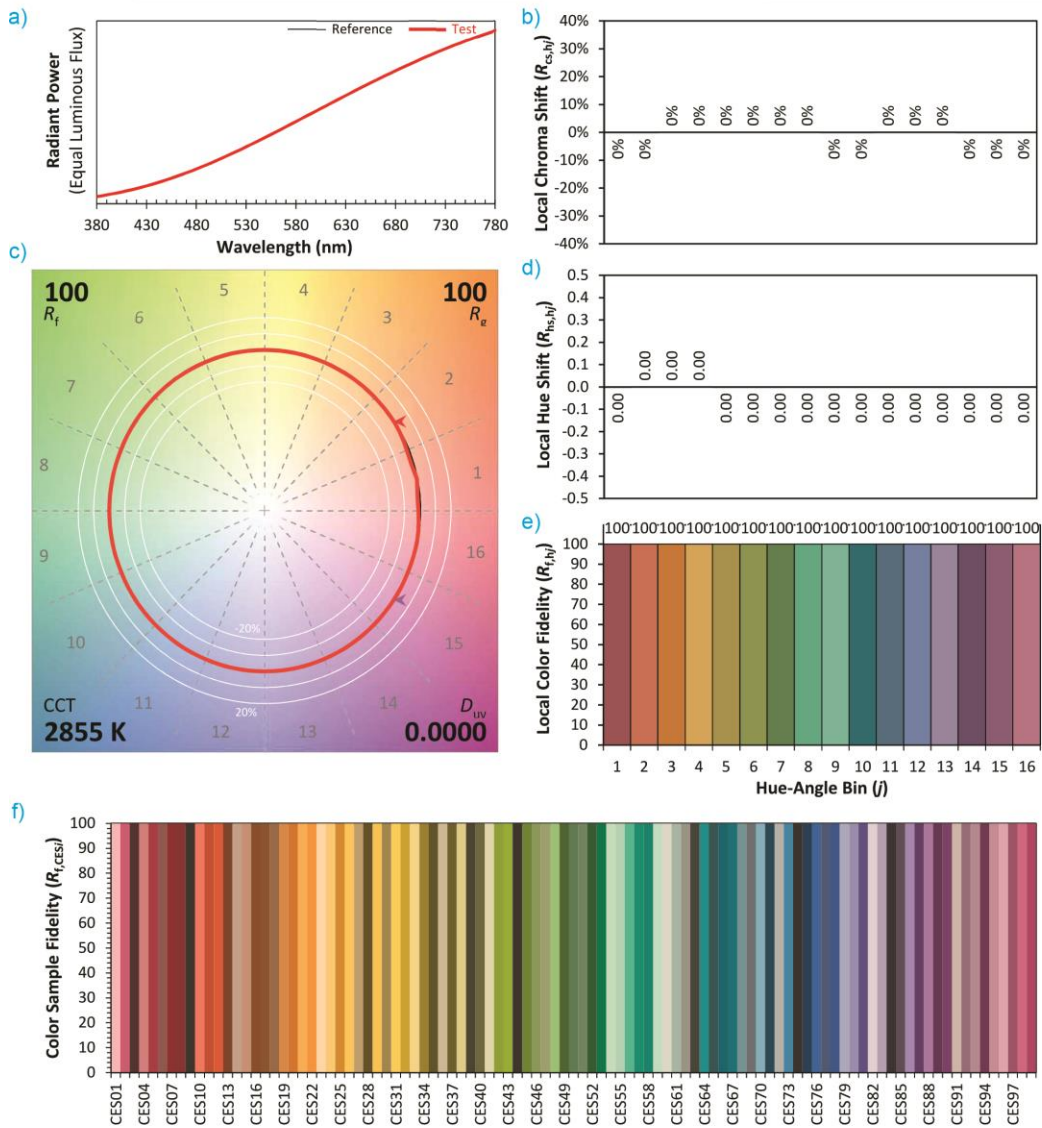 a)
Reference Test
Radiant Power
(Equal Luminous Flux)
380 430 480 530 580 630 680 730 780
Wavelength (nm)
b)
Local Chroma Shift (Rcs,hj)
40%
30%
20%
10%
0%
-10%
-20%
-30%
-40%
0% 0% 0% 0% 0% 0% 0% 0% 0% 0% 0% 0% 0% 0% 0% 0%
c)
100
Rf
100
Rg
5 4
6 3
7 2
8 1
9 16
10 15
11 14
12 13
-20%
20%
CCT
2855 K
Duv
0.0000
d)
Local Hue Shift (Rhs,hj)
0.5
0.4
0.3
0.2
0.1
0.0
-0.1
-0.2
-0.3
-0.4
-0.5
0.00 0.00 0.00 0.00 0.00 0.00 0.00 0.00 0.00 0.00 0.00 0.00 0.00 0.00 0.00 0.00
e)
Local Color Fidelity (Rf,hj)
100 100 100 100 100 100 100 100 100 100 100 100 100 100 100 100
100
90
80
70
60
50
40
30
20
10
0
1 2 3 4 5 6 7 8 9 10 11 12 13 14 15 16
Hue-Angle Bin (j)
f)
Color Sample Fidelity (Rf,CESi)
100
90
80
70
60
50
40
30
20
10
0
CES01 CES04 CES07 CES10 CES13 CES16 CES19 CES22 CES25 CES28 CES31 CES34 CES37 CES40 CES43 CES46 CES49 CES52 CES55 CES58 CES61 CES64 CES67 CES70 CES73 CES76 CES79 CES82 CES85 CES88 CES91 CES94 CES97